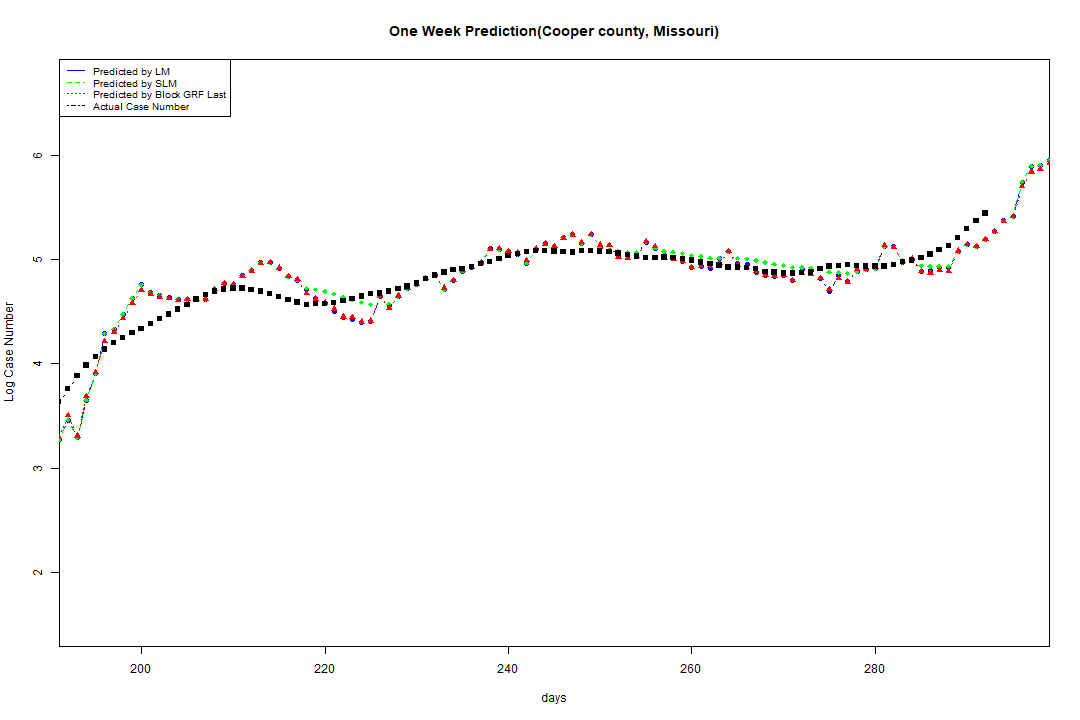 One Week Prediction(Cooper county, Missouri)
Predicted by LM
Predicted by SLM
Predicted by Block GRF Last
Actual Case Number
6
5
4
3
2
Log Case Number
200 220 240 260 280
days